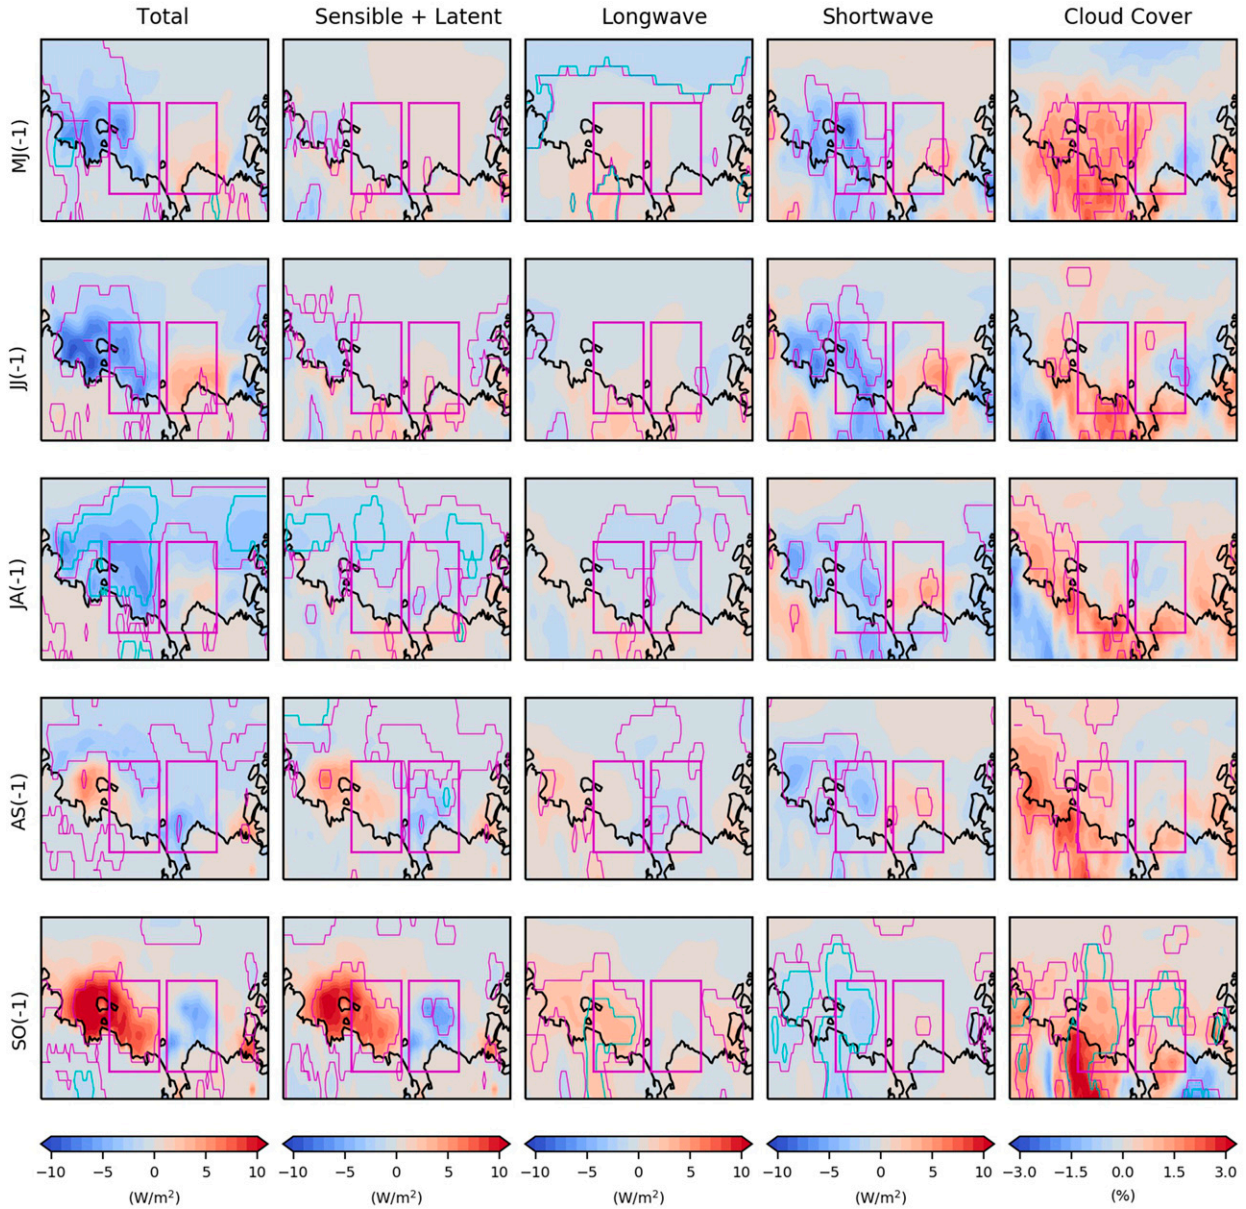 Total Sensible + Latent Longwave Shortwave Cloud Cover
MJ(-1)
JJ(-1)
JA(-1)
AS(-1)
SO(-1)
−10 −5 0 5 10 −10 −5 0 5 10 −10 −5 0 5 10 −10 −5 0 5 10 −3.0 −1.5 0.0 1.5 3.0
(W/m²) (W/m²) (W/m²) (W/m²) (%)